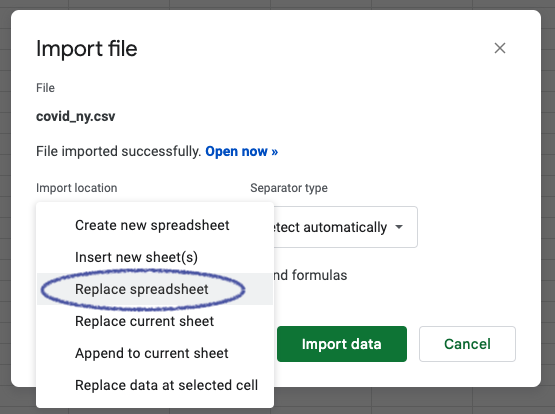 Import file
File
covid_ny.csv
File imported successfully. Open now »
Import location
Separator type
Create new spreadsheet
Insert new sheet(s)
Replace spreadsheet
Replace current sheet
Append to current sheet
Replace data at selected cell
automatically
formulas
Import data
Cancel